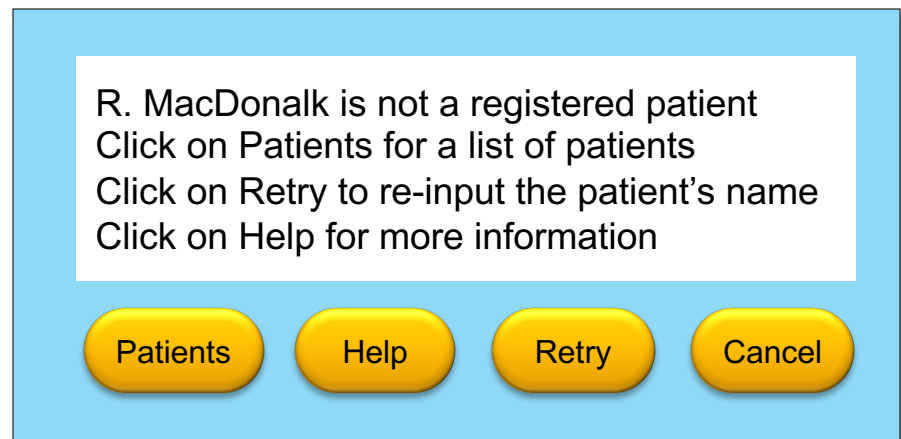 R. MacDonalk is not a registered patient
Click on Patients for a list of patients
Click on Retry to re-input the patient’s name
Click on Help for more information
Patients Help Retry Cancel